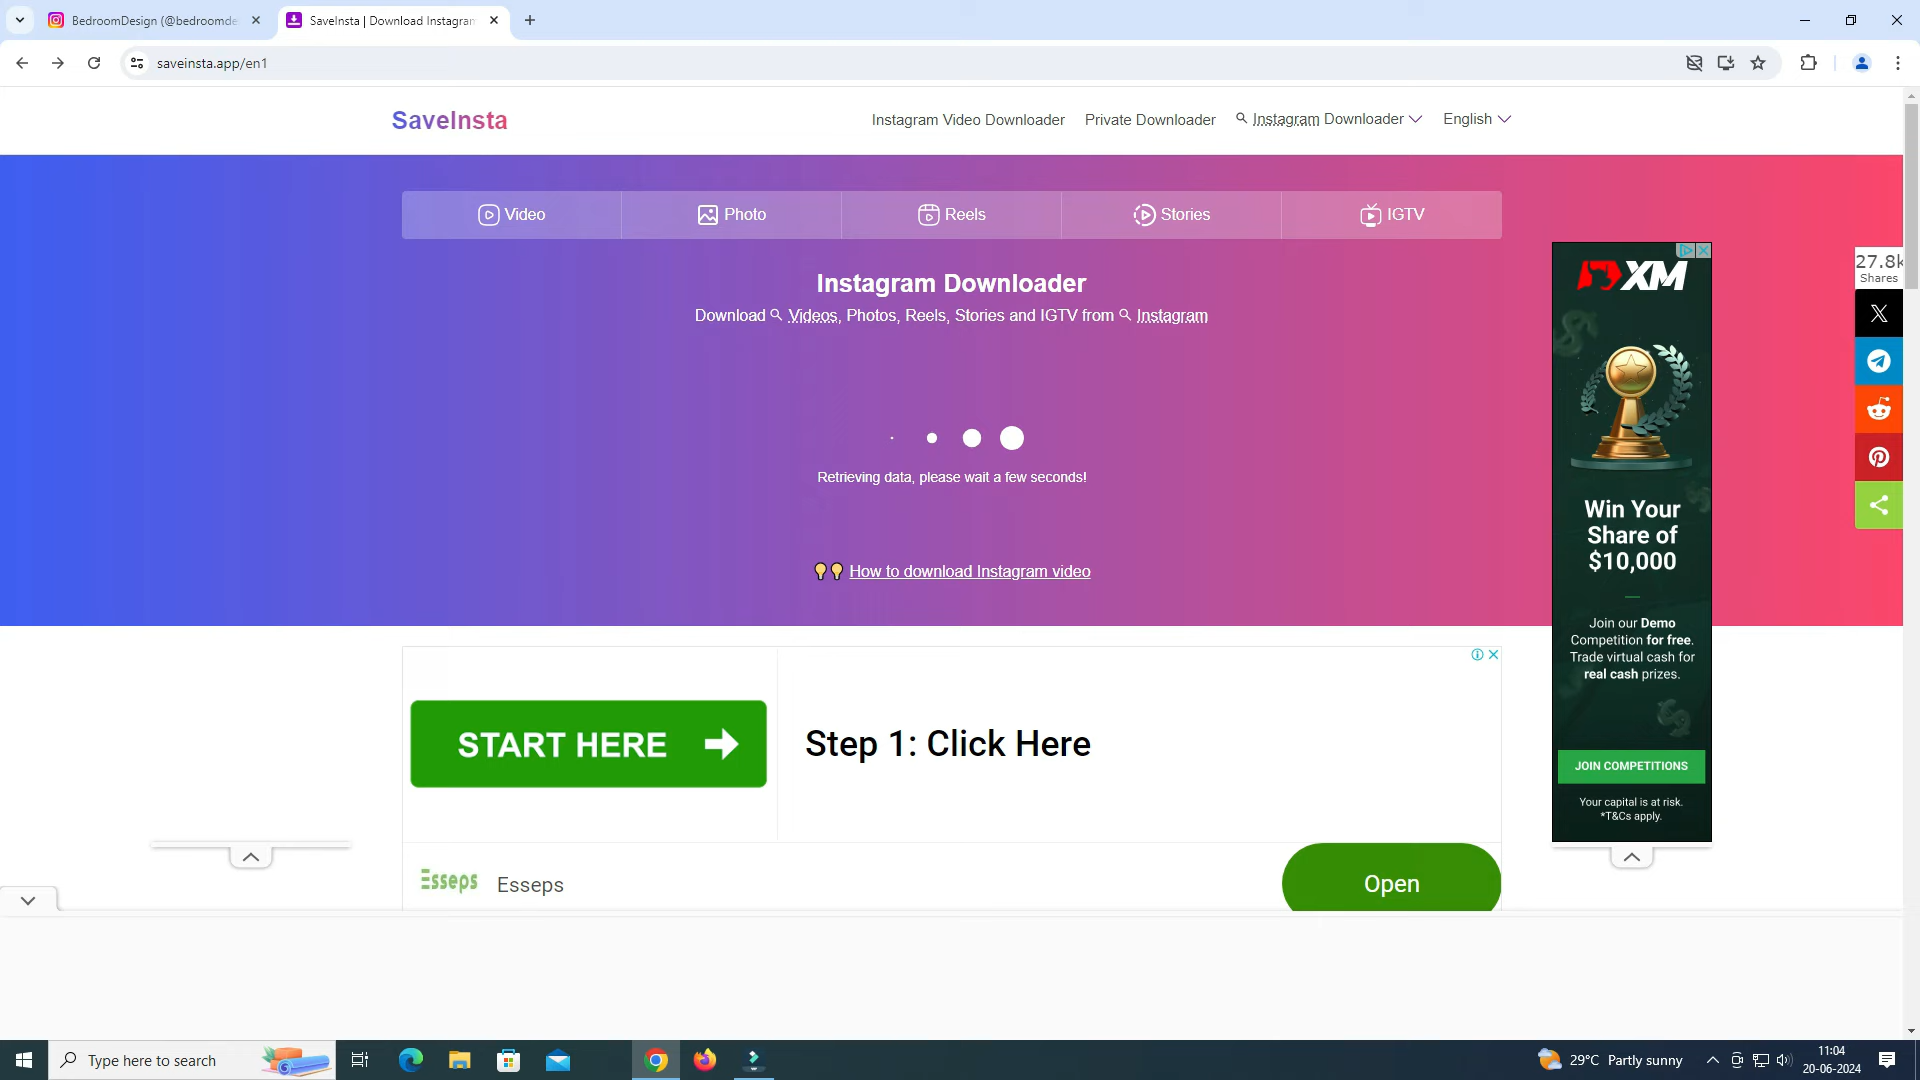 BedroomDesign (@bedroomde
SaveInsta | Download Instagram
saveinsta.app/en1
SaveInsta
Instagram Video Downloader
Private Downloader
Instagram Downloader
English
Video
Photo
Reels
Stories
IGTV
Instagram Downloader
Download Videos, Photos, Reels, Stories and IGTV from Instagram
Retrieving data, please wait a few seconds!
How to download Instagram video
XM
Win Your
Share of
$10,000
Join our Demo
Competition for free.
Trade virtual cash for
real cash prizes.
JOIN COMPETITIONS
Your capital is at risk.
*T&Cs apply.
27.8k
Shares
START HERE
Step 1: Click Here
Esseps
Esseps
Open
Type here to search
29°C Partly sunny
11:04
20-06-2024